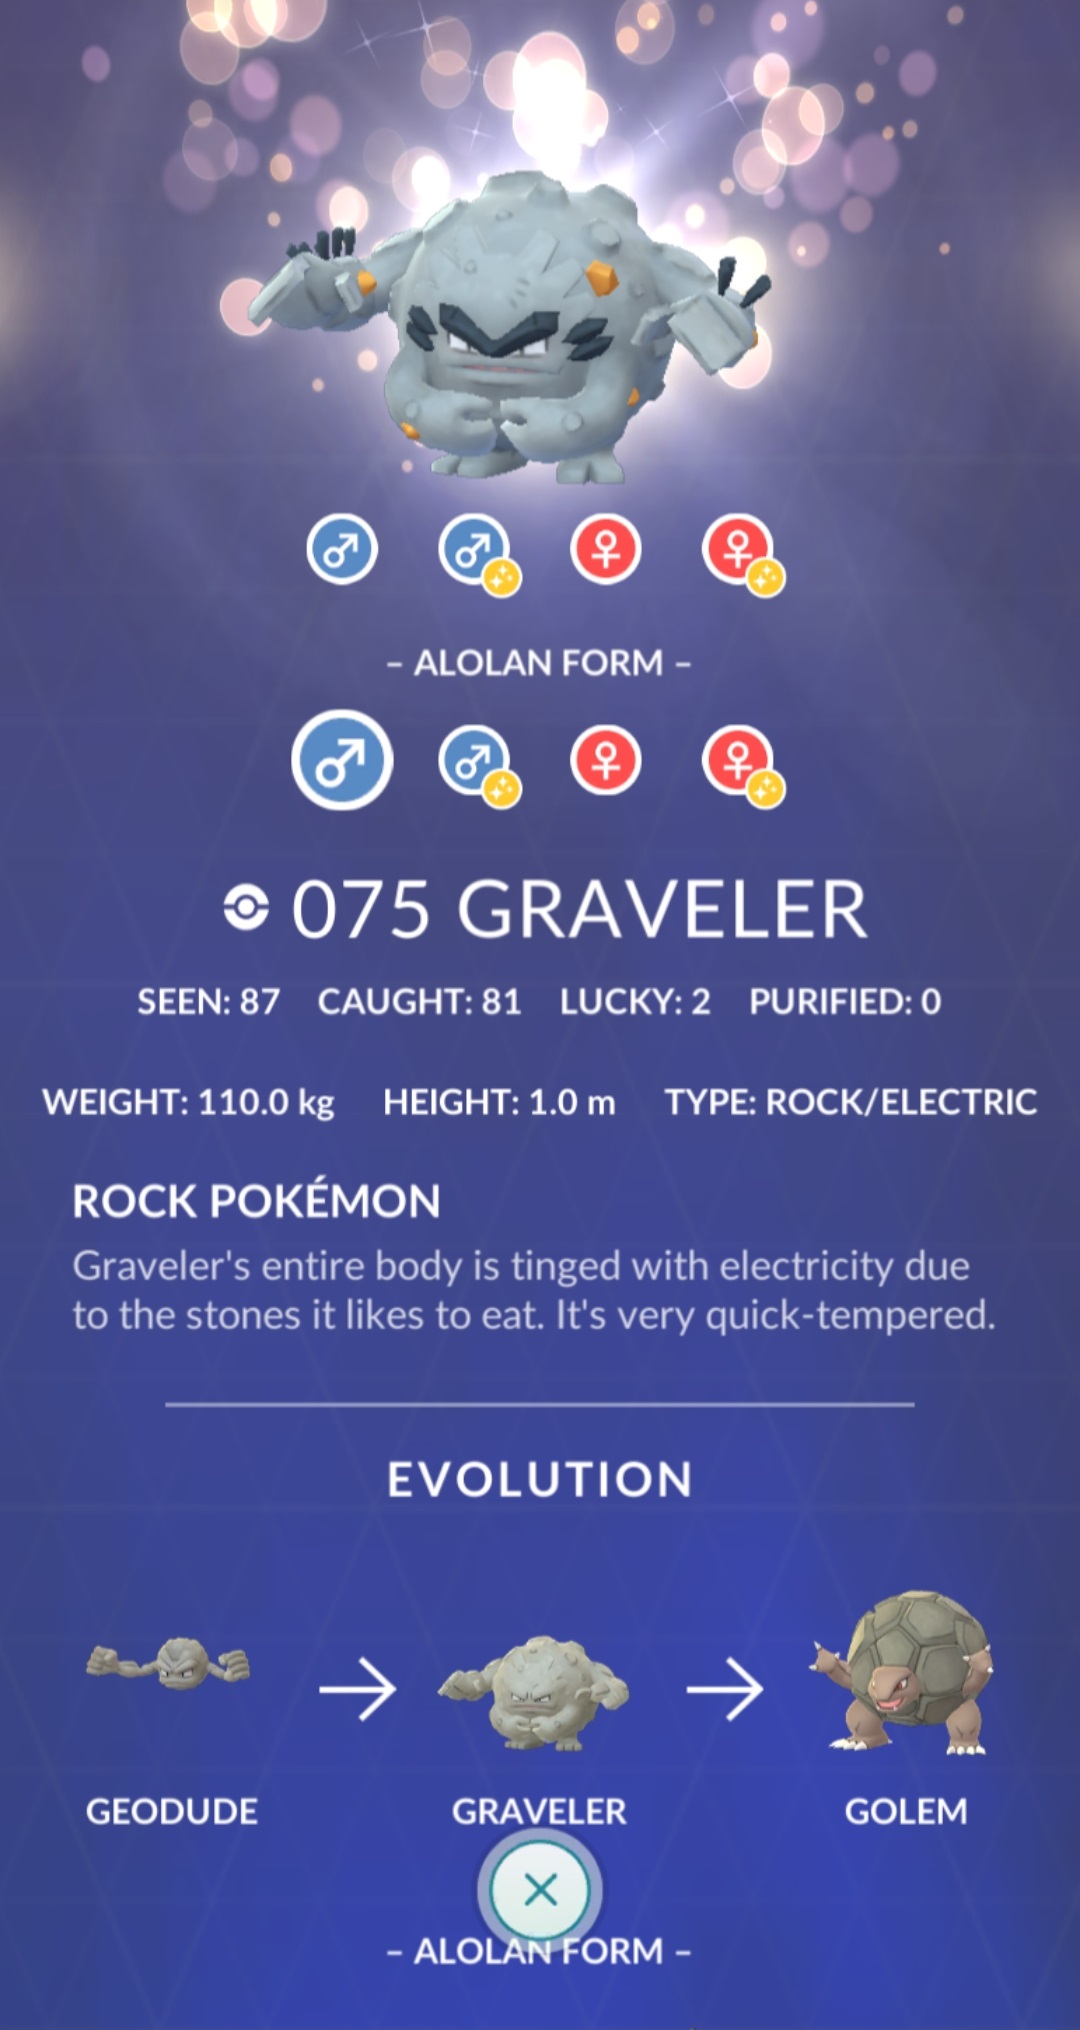 – ALOLAN FORM –
075 GRAVELER
SEEN: 87 CAUGHT: 81 LUCKY: 2 PURIFIED: 0
WEIGHT: 110.0 kg HEIGHT: 1.0 m TYPE: ROCK/ELECTRIC
ROCK POKÉMON
Graveler's entire body is tinged with electricity due
to the stones it likes to eat. It's very quick-tempered.
EVOLUTION
GEODUDE GRAVELER GOLEM
– ALOLAN FORM –